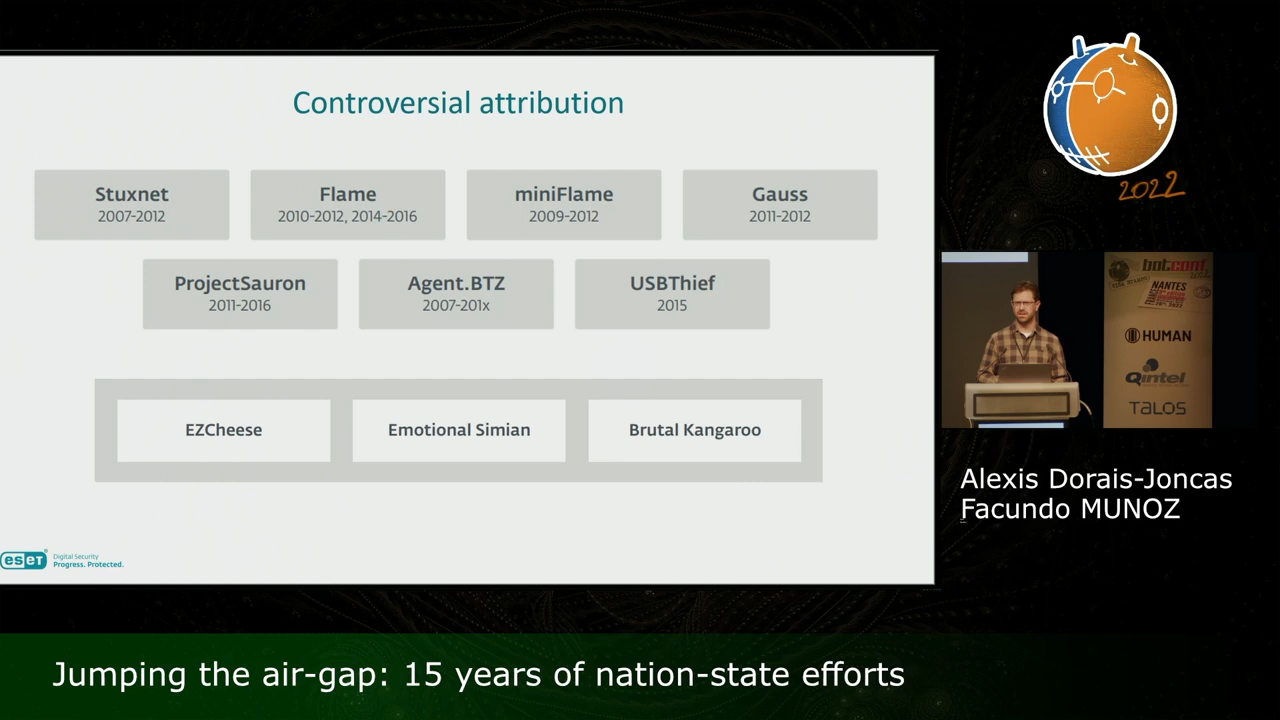 Controversial attribution
Stuxnet
2007-2012
Flame
2010-2012, 2014-2016
miniFlame
2009-2012
Gauss
2011-2012
ProjectSauron
2011-2016
Agent.BTZ
2007-201x
USBThief
2015
EZCheese
Emotional Simian
Brutal Kangaroo
eset
Digital Security
Progress. Protected.
2022
botconf
NANTES
HUMAN
Qintel
TALOS
Alexis Dorais-Joncas
Facundo MUNOZ
Jumping the air-gap: 15 years of nation-state efforts